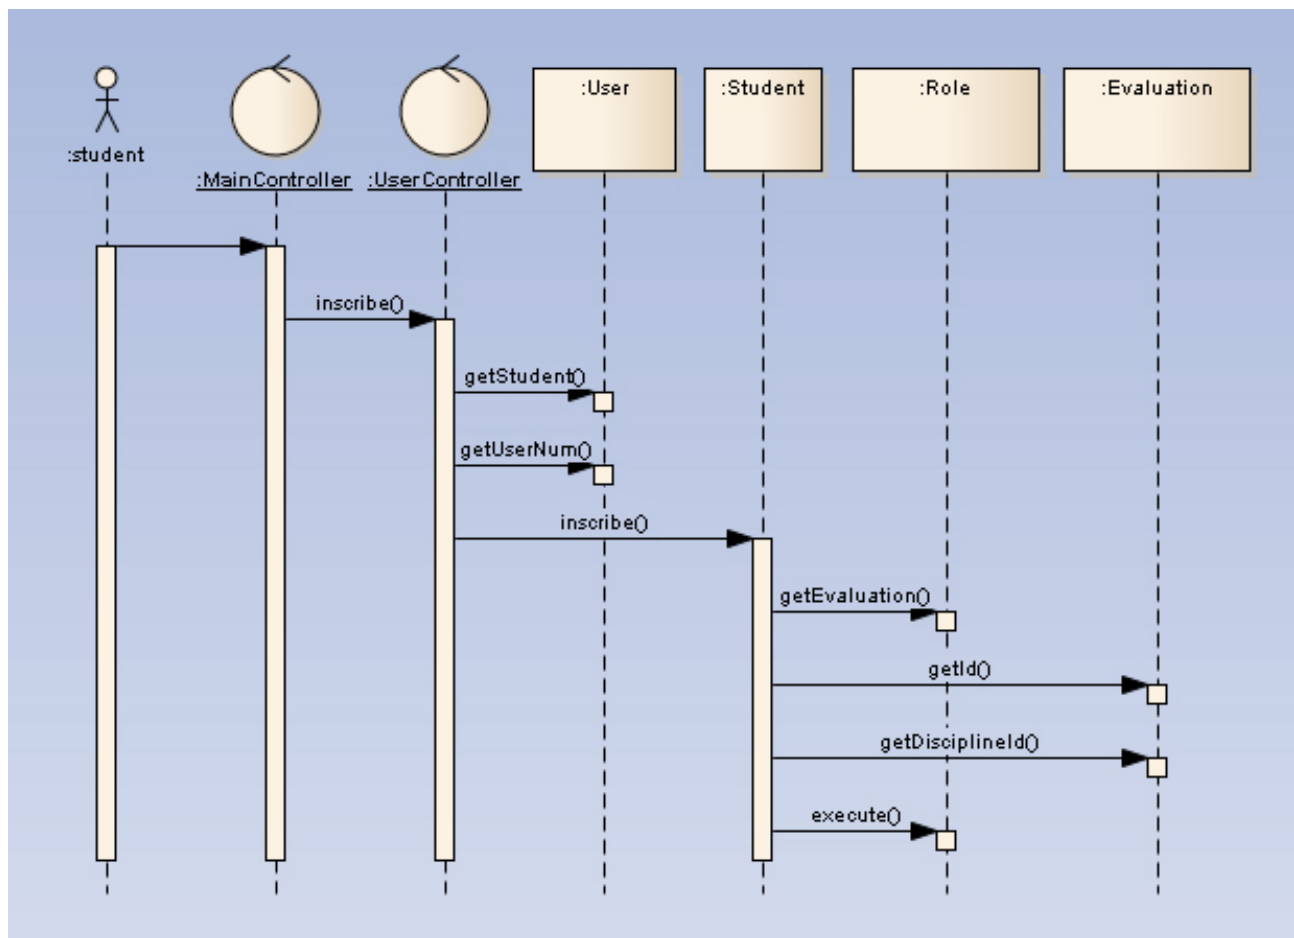 :User
:Student
:Role
:Evaluation
:student
:MainController
:UserController
inscribe()
getStudent()
getUserNum()
inscribe()
getEvaluation()
getId()
getDisciplineId()
execute()